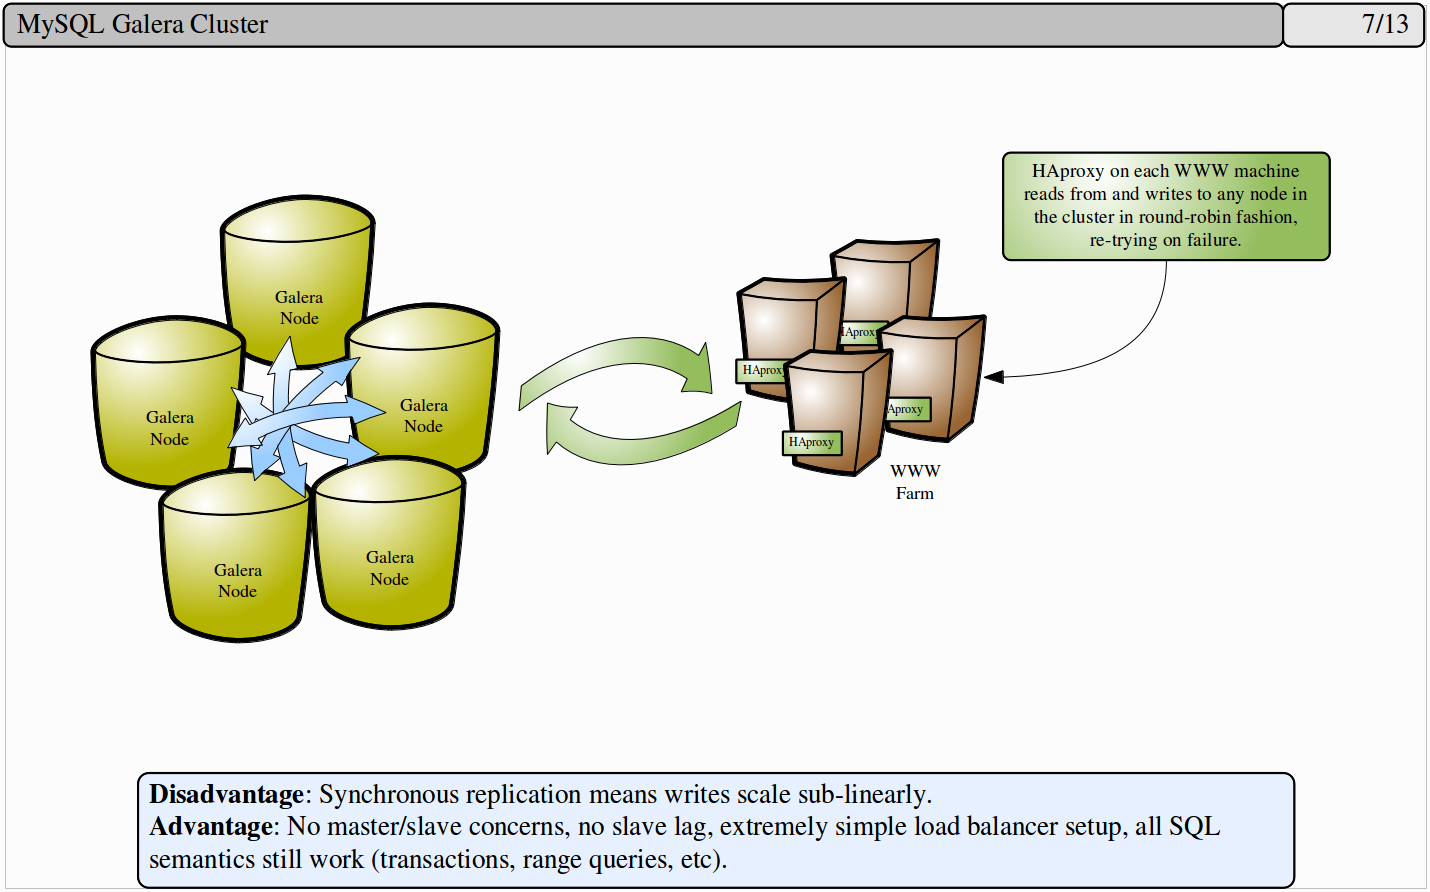 MySQL Galera Cluster
7/13
HAproxy on each WWW machine
reads from and writes to any node in
the cluster in round-robin fashion,
re-trying on failure.
Galera
Node
Galera
Node
Galera
Node
Galera
Node
Galera
Node
HAproxy
HAproxy
HAproxy
HAproxy
WWW
Farm
Disadvantage: Synchronous replication means writes scale sub-linearly.
Advantage: No master/slave concerns, no slave lag, extremely simple load balancer setup, all SQL
semantics still work (transactions, range queries, etc).